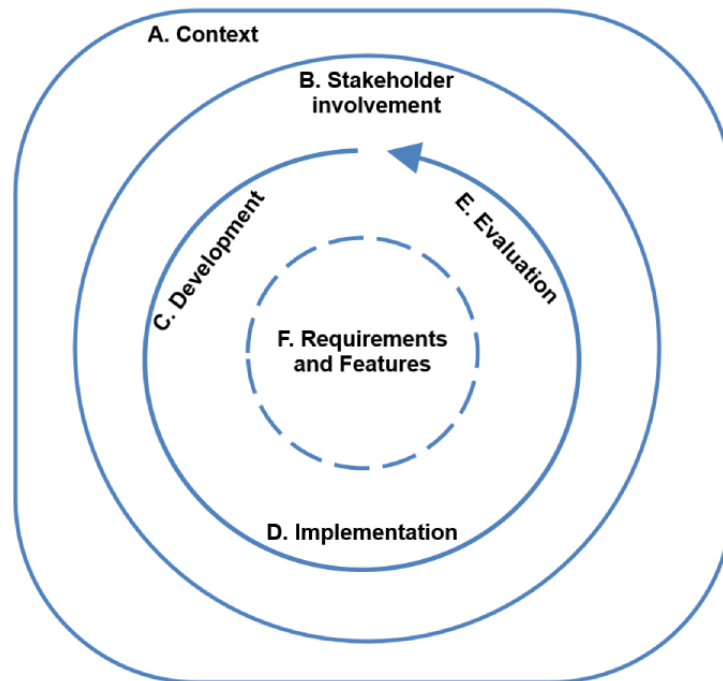 A. Context
B. Stakeholder
involvement
C. Development
E. Evaluation
F. Requirements
and Features
D. Implementation